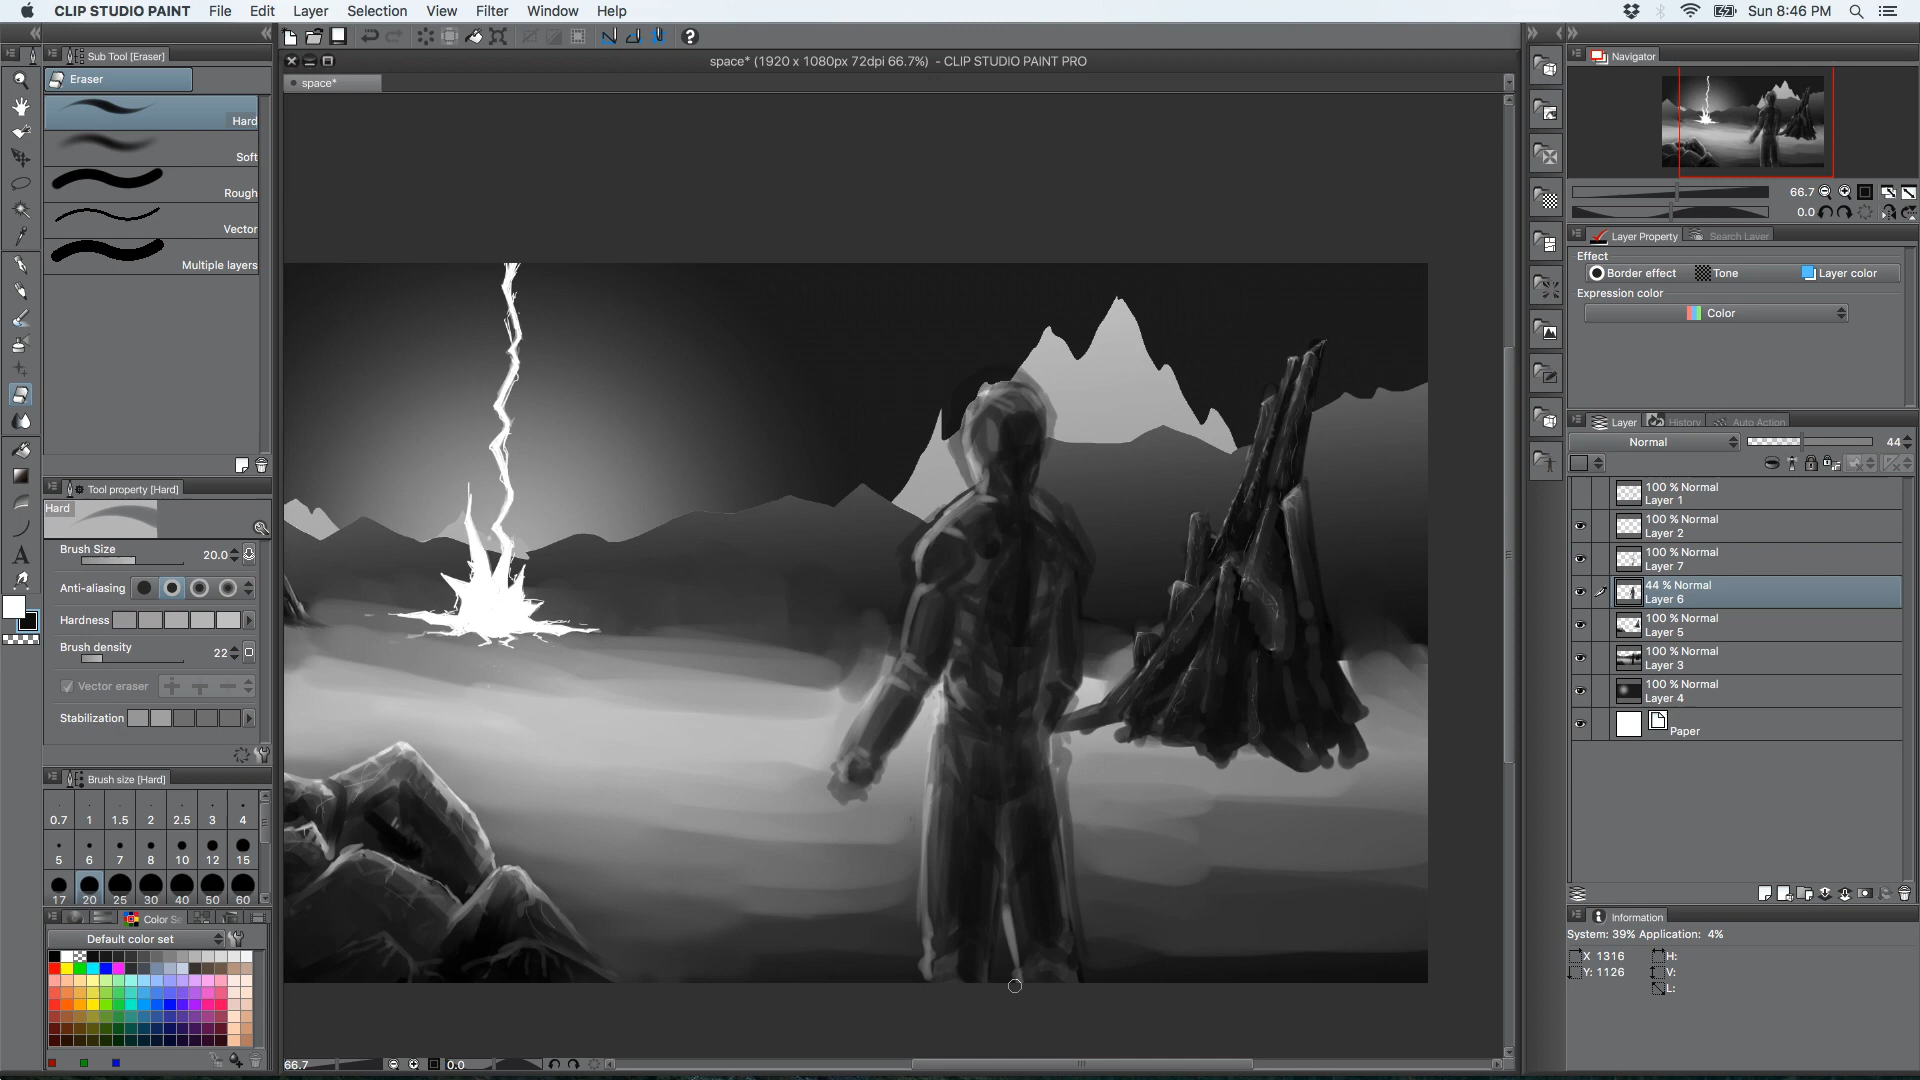 CLIP STUDIO PAINT File Edit Layer Selection View Filter Window Help
Sun 8:46 PM
Sub Tool [Eraser]
Eraser
Hard
Soft
Rough
Vector
Multiple layers
Tool property [Hard]
Hard
Brush Size 20.0
Anti-aliasing
Hardness
Brush density 22
Vector eraser
Stabilization
Brush size [Hard]
0.7 1 1.5 2 2.5 3 4
5 6 7 8 10 12 15
17 20 25 30 40 50 60
Color Se
Default color set
space* (1920 x 1080px 72dpi 66.7%) - CLIP STUDIO PAINT PRO
space*
66.7 0.0
Navigator
66.7
0.0
Layer Property Search Layer
Effect
Border effect Tone Layer color
Expression color
Color
Layer History Auto Action
Normal 44
100 % Normal
Layer 1
100 % Normal
Layer 2
100 % Normal
Layer 7
44 % Normal
Layer 6
100 % Normal
Layer 5
100 % Normal
Layer 3
100 % Normal
Layer 4
Paper
Information
System: 39% Application: 4%
X 1316 H:
Y: 1126 V:
L: